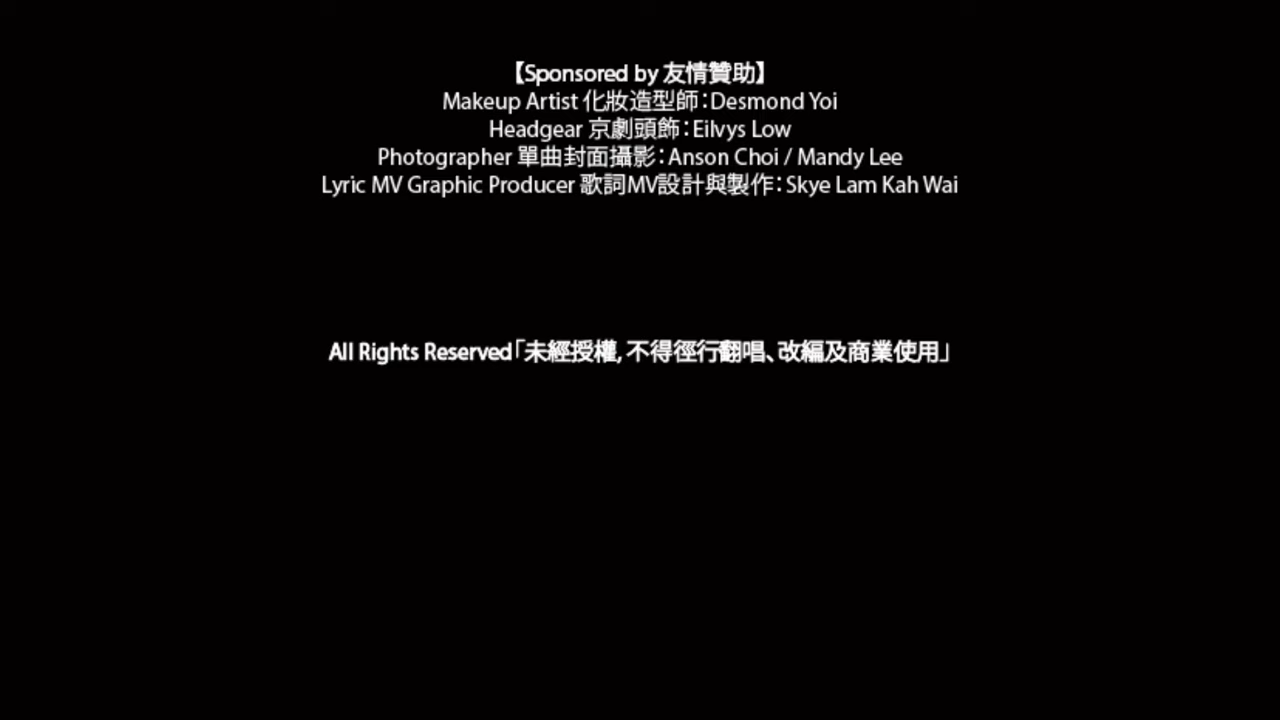 【Sponsored by 友情贊助】
Makeup Artist 化妝造型師：Desmond Yoi
Headgear 京劇頭飾：Eilvys Low
Photographer 單曲封面攝影：Anson Choi / Mandy Lee
Lyric MV Graphic Producer 歌詞MV設計與製作：Skye Lam Kah Wai
All Rights Reserved「未經授權, 不得徑行翻唱、改編及商業使用」